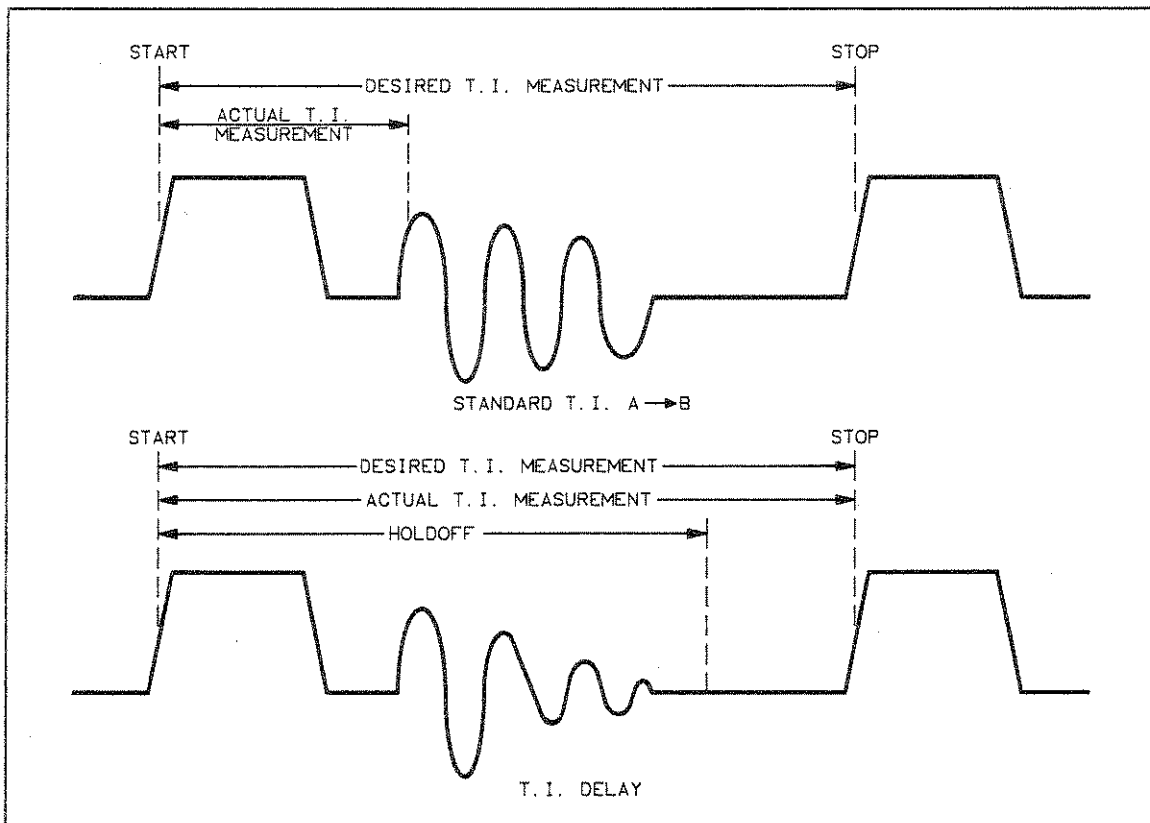 START STOP
DESIRED T.I. MEASUREMENT
ACTUAL T.I.
MEASUREMENT
STANDARD T.I. A→B
START STOP
DESIRED T.I. MEASUREMENT
ACTUAL T.I. MEASUREMENT
HOLDOFF
T.I. DELAY